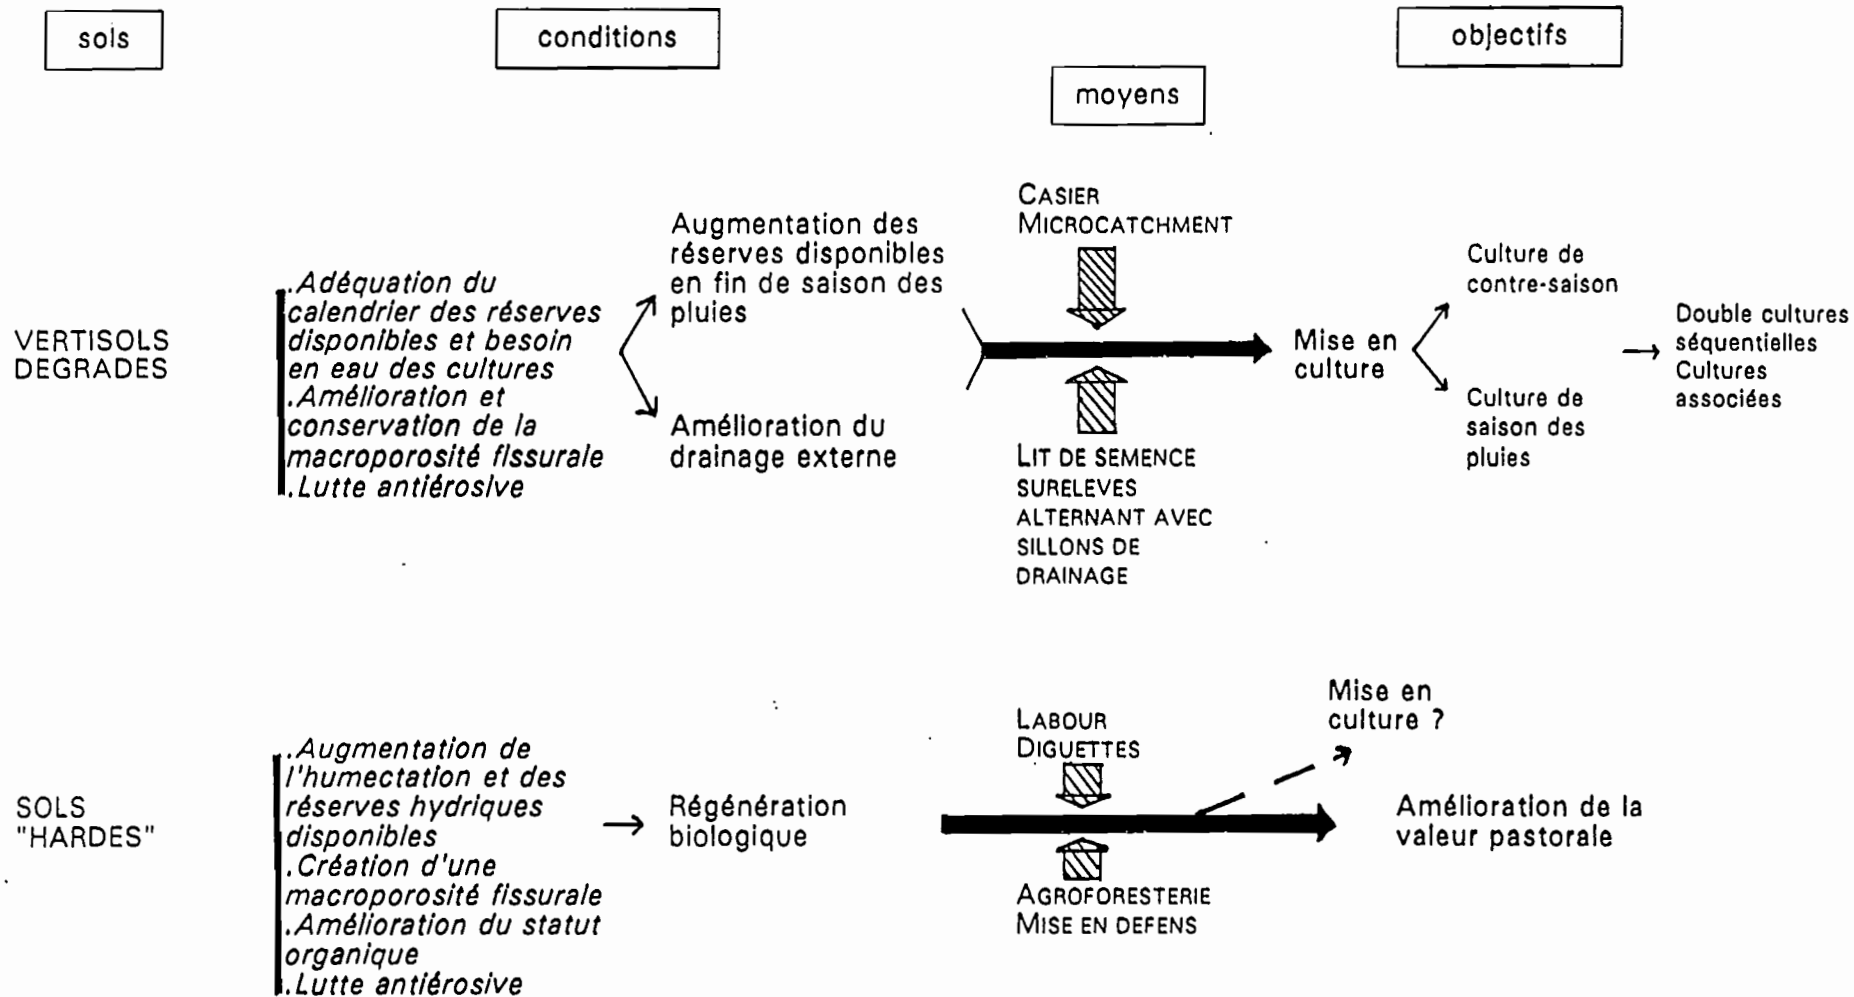 sols
conditions
objectifs
moyens
VERTISOLS
DEGRADES
.Adéquation du
calendrier des réserves
disponibles et besoin
en eau des cultures
.Amélioration et
conservation de la
macroporosité fissurale
.Lutte antiérosive
Augmentation des
réserves disponibles
en fin de saison des
pluies
Amélioration du
drainage externe
CASIER
MICROCATCHMENT
LIT DE SEMENCE
SURELEVES
ALTERNANT AVEC
SILLONS DE
DRAINAGE
Mise en
culture
Culture de
contre-saison
Culture de
saison des
pluies
Double cultures
séquentielles
Cultures
associées
SOLS
"HARDES"
.Augmentation de
l'humectation et des
réserves hydriques
disponibles
.Création d'une
macroporosité fissurale
.Amélioration du statut
organique
.Lutte antiérosive
Régénération
biologique
LABOUR
DIGUETTES
AGROFORESTERIE
MISE EN DEFENS
Mise en
culture ?
Amélioration de la
valeur pastorale